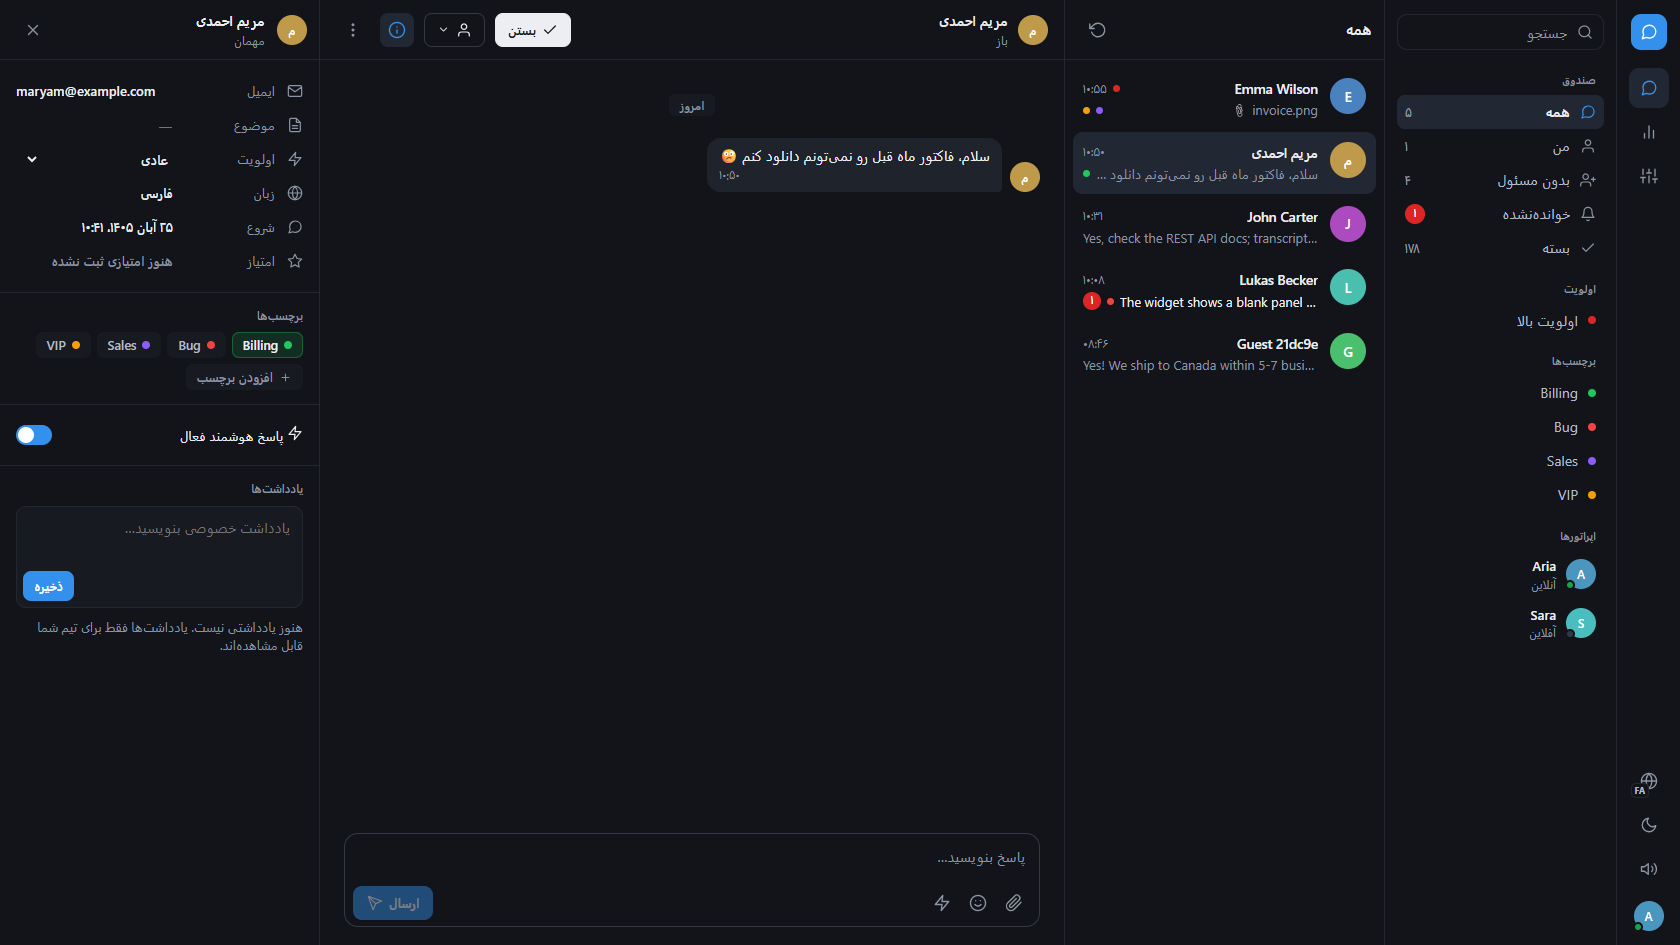 جستجو
صندوق
همه ۵
من ۱
بدون مسئول ۴
خوانده‌نشده ۱
بسته ۱۷۸
اولویت
اولویت بالا
برچسب‌ها
Billing
Bug
Sales
VIP
اپراتورها
A
Aria
آنلاین
S
Sara
آفلاین
FA
A
همه
E
Emma Wilson ۱۰:۵۵
invoice.png
م
مریم احمدی ۱۰:۵۰
سلام، فاکتور ماه قبل رو نمی‌تونم دانلود ...
J
John Carter ۱۰:۳۱
Yes, check the REST API docs; transcript...
L
Lukas Becker ۱۰:۰۸
The widget shows a blank panel ... ۱
G
Guest 21dc9e ۰۸:۴۶
Yes! We ship to Canada within 5-7 busi...
م
مریم احمدی
باز
بستن
امروز
سلام، فاکتور ماه قبل رو نمی‌تونم دانلود کنم 😕
۱۰:۵۰
م
پاسخ بنویسید...
ارسال
م
مریم احمدی
مهمان
ایمیل maryam@example.com
موضوع —
اولویت عادی
زبان فارسی
شروع ۲۵ آبان ۱۴۰۵، ۱۰:۴۱
امتیاز هنوز امتیازی ثبت نشده
برچسب‌ها
Billing Bug Sales VIP
+ افزودن برچسب
پاسخ هوشمند فعال
یادداشت‌ها
یادداشت خصوصی بنویسید...
ذخیره
هنوز یادداشتی نیست. یادداشت‌ها فقط برای تیم شما
قابل مشاهده‌اند.